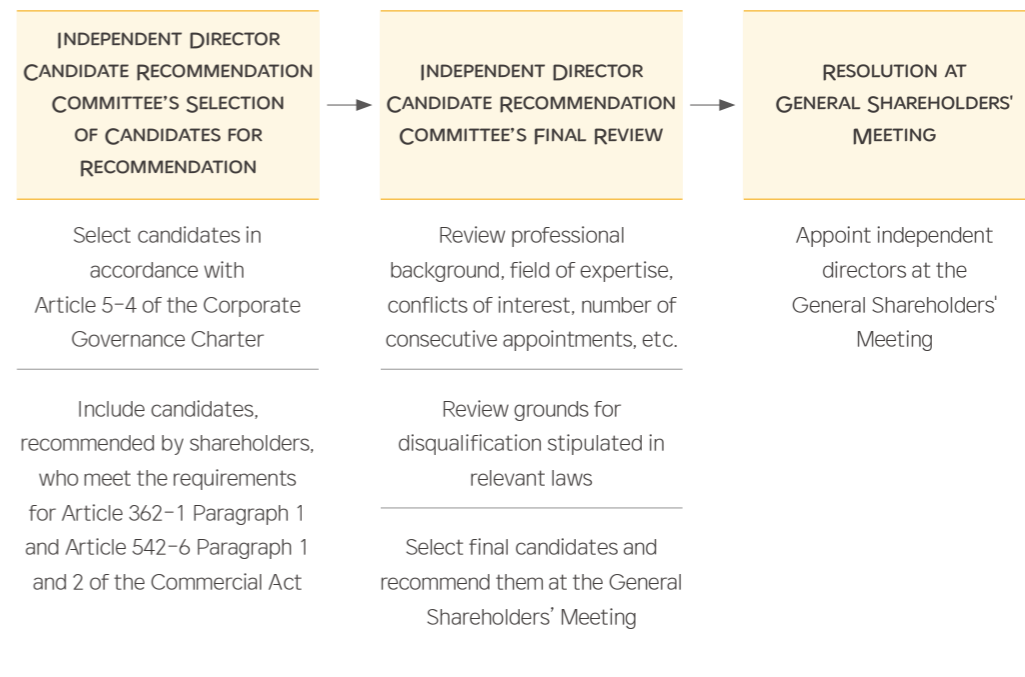 Independent Director
Candidate Recommendation
Committee's Selection
of Candidates for
Recommendation
Select candidates in
accordance with
Article 5-4 of the Corporate
Governance Charter
Include candidates,
recommended by shareholders,
who meet the requirements
for Article 362-1 Paragraph 1
and Article 542-6 Paragraph 1
and 2 of the Commercial Act
Independent Director
Candidate Recommendation
Committee's Final Review
Review professional
background, field of expertise,
conflicts of interest, number of
consecutive appointments, etc.
Review grounds for
disqualification stipulated in
relevant laws
Select final candidates and
recommend them at the General
Shareholders' Meeting
Resolution at
General Shareholders'
Meeting
Appoint independent
directors at the
General Shareholders'
Meeting